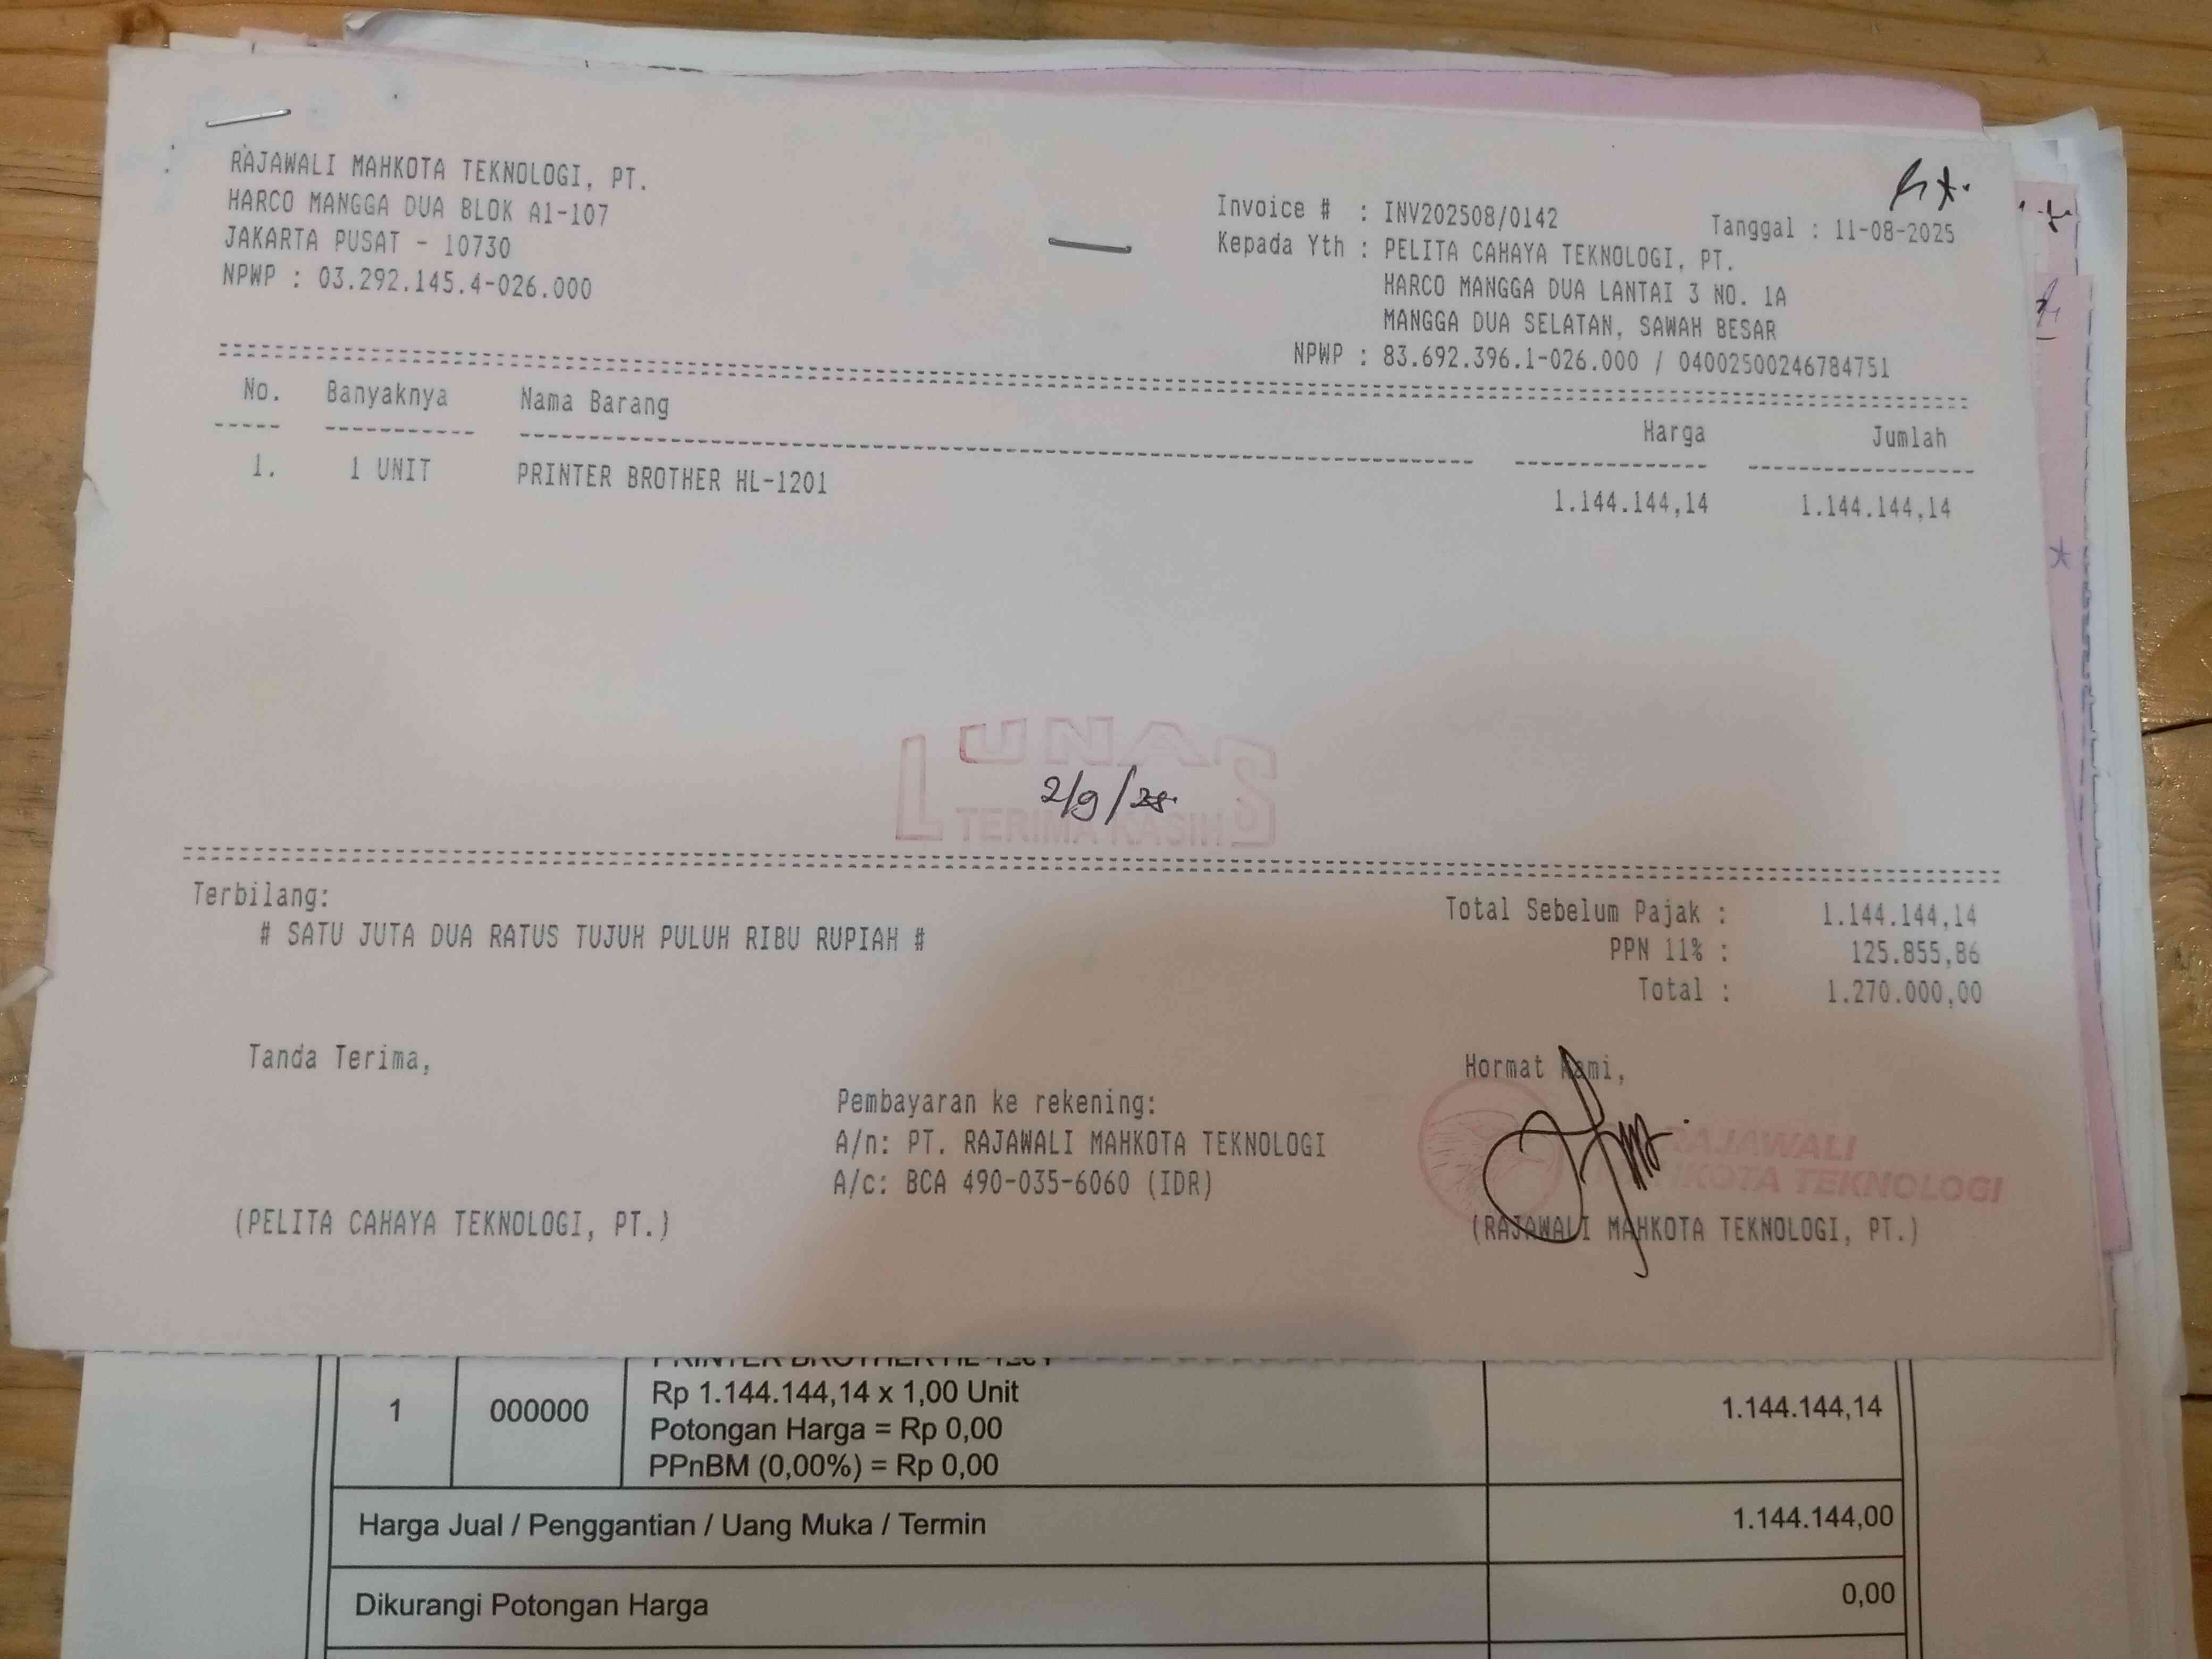 RAJAWALI MAHKOTA TEKNOLOGI, PT.
HARCO MANGGA DUA BLOK A1-107
JAKARTA PUSAT - 10730
NPWP : 03.292.145.4-026.000
Invoice # : INV202508/0142 Tanggal : 11-08-2025
Kepada Yth : PELITA CAHAYA TEKNOLOGI, PT.
HARCO MANGGA DUA LANTAI 3 NO. 1A
MANGGA DUA SELATAN, SAWAH BESAR
NPWP : 83.692.396.1-026.000 / 04002500246784751
No. Banyaknya Nama Barang Harga Jumlah
1. 1 UNIT PRINTER BROTHER HL-1201 1.144.144,14 1.144.144,14
LUNAS
2/9/25
TERIMA KASIH
Terbilang:
# SATU JUTA DUA RATUS TUJUH PULUH RIBU RUPIAH #
Total Sebelum Pajak : 1.144.144,14
PPN 11% : 125.855,86
Total : 1.270.000,00
Tanda Terima,
(PELITA CAHAYA TEKNOLOGI, PT.)
Pembayaran ke rekening:
A/n: PT. RAJAWALI MAHKOTA TEKNOLOGI
A/c: BCA 490-035-6060 (IDR)
Hormat Kami,
RAJAWALI
MAHKOTA TEKNOLOGI
(RAJAWALI MAHKOTA TEKNOLOGI, PT.)
PRINTER BROTHER HL-1201
1 000000 Rp 1.144.144,14 x 1,00 Unit 1.144.144,14
Potongan Harga = Rp 0,00
PPnBM (0,00%) = Rp 0,00
Harga Jual / Penggantian / Uang Muka / Termin 1.144.144,00
Dikurangi Potongan Harga 0,00